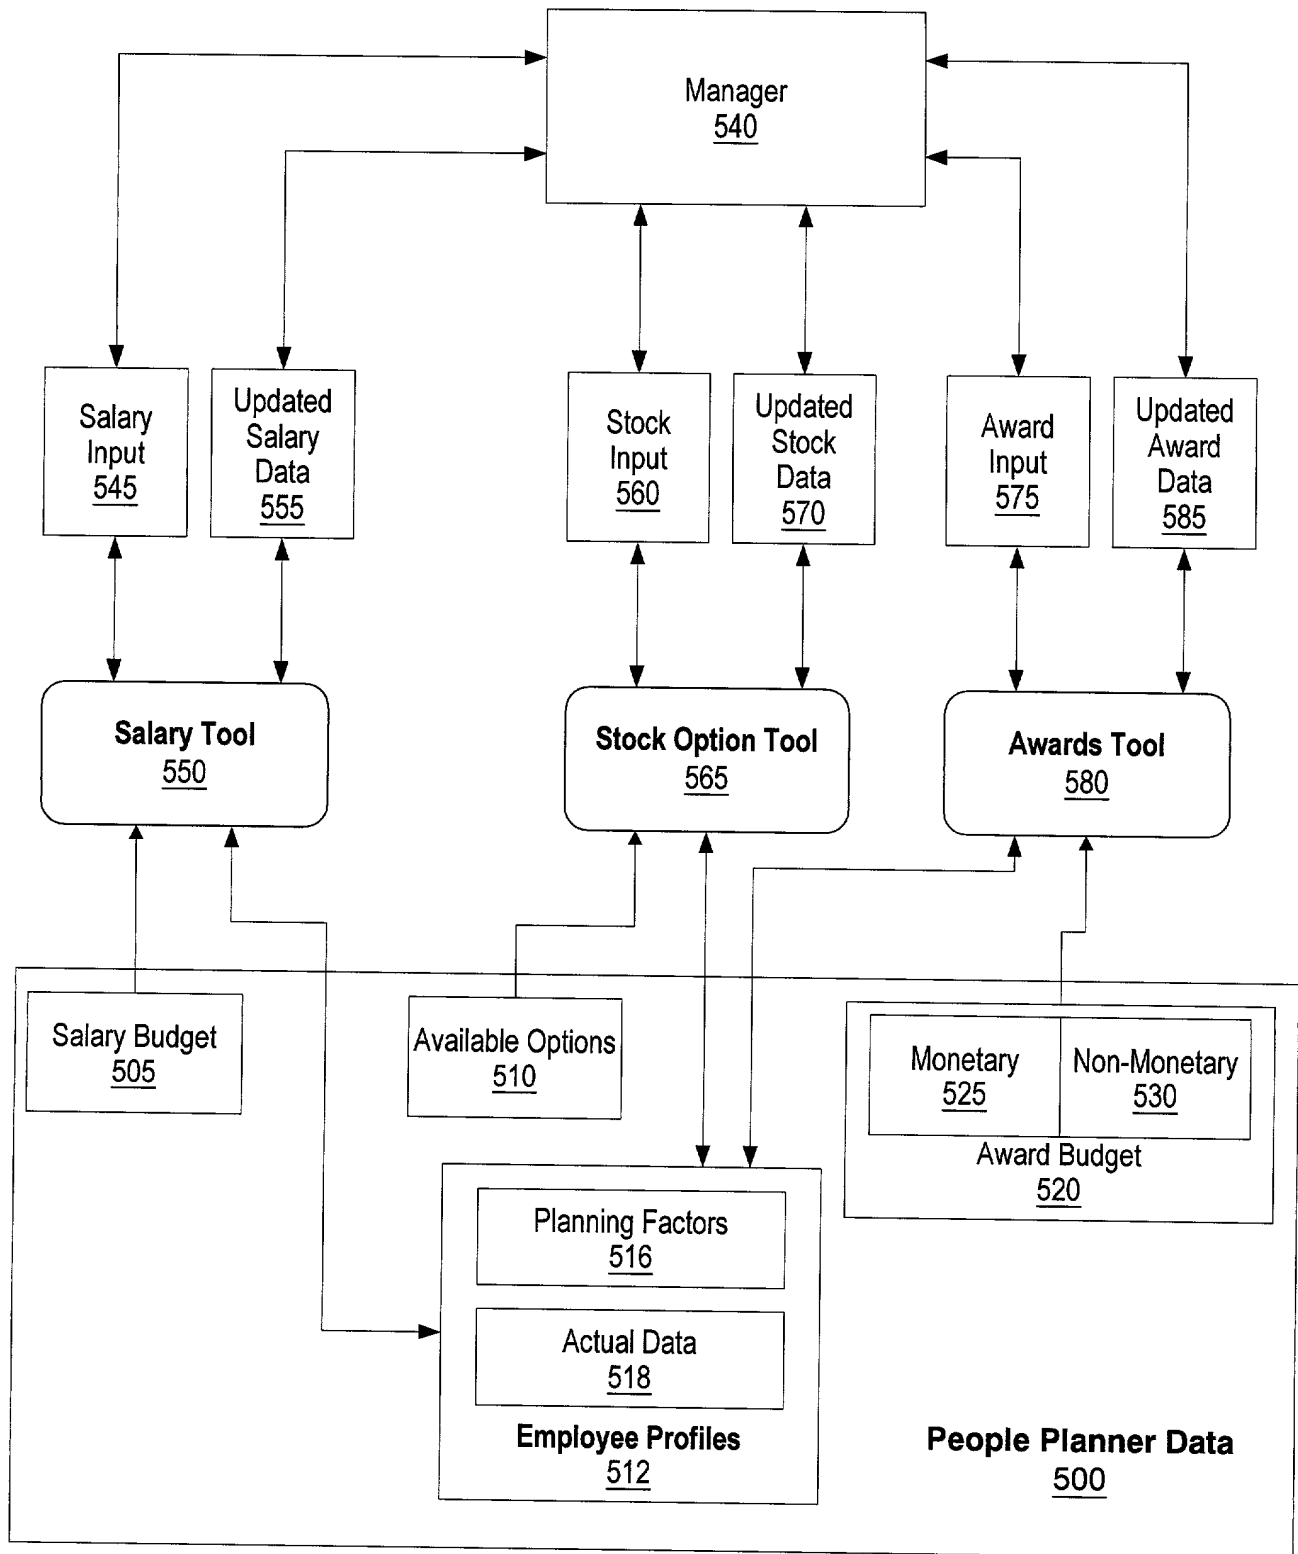 Manager
540
Salary
Input
545
Updated
Salary
Data
555
Stock
Input
560
Updated
Stock
Data
570
Award
Input
575
Updated
Award
Data
585
Salary Tool
550
Stock Option Tool
565
Awards Tool
580
Salary Budget
505
Available Options
510
Monetary
525
Non-Monetary
530
Award Budget
520
Planning Factors
516
Actual Data
518
Employee Profiles
512
People Planner Data
500